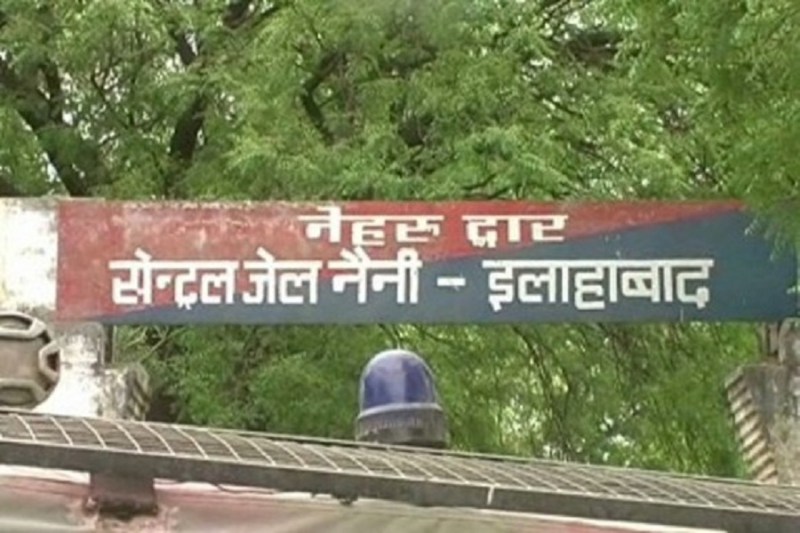 नेहरू द्वार
सेन्ट्रल जेल नैनी - इलाहाबाद